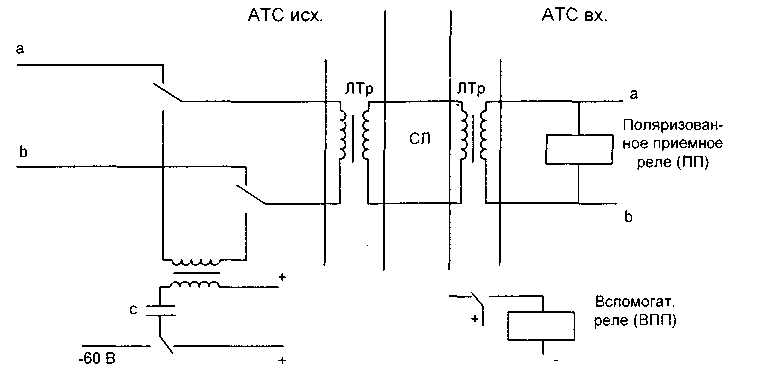 АТС исх.
АТС вх.
a
ЛТр
ЛТр
a
СЛ
Поляризован-
ное приемное
реле (ПП)
b
b
+
c
+
Вспомогат.
реле (ВПП)
-60 В
+
-